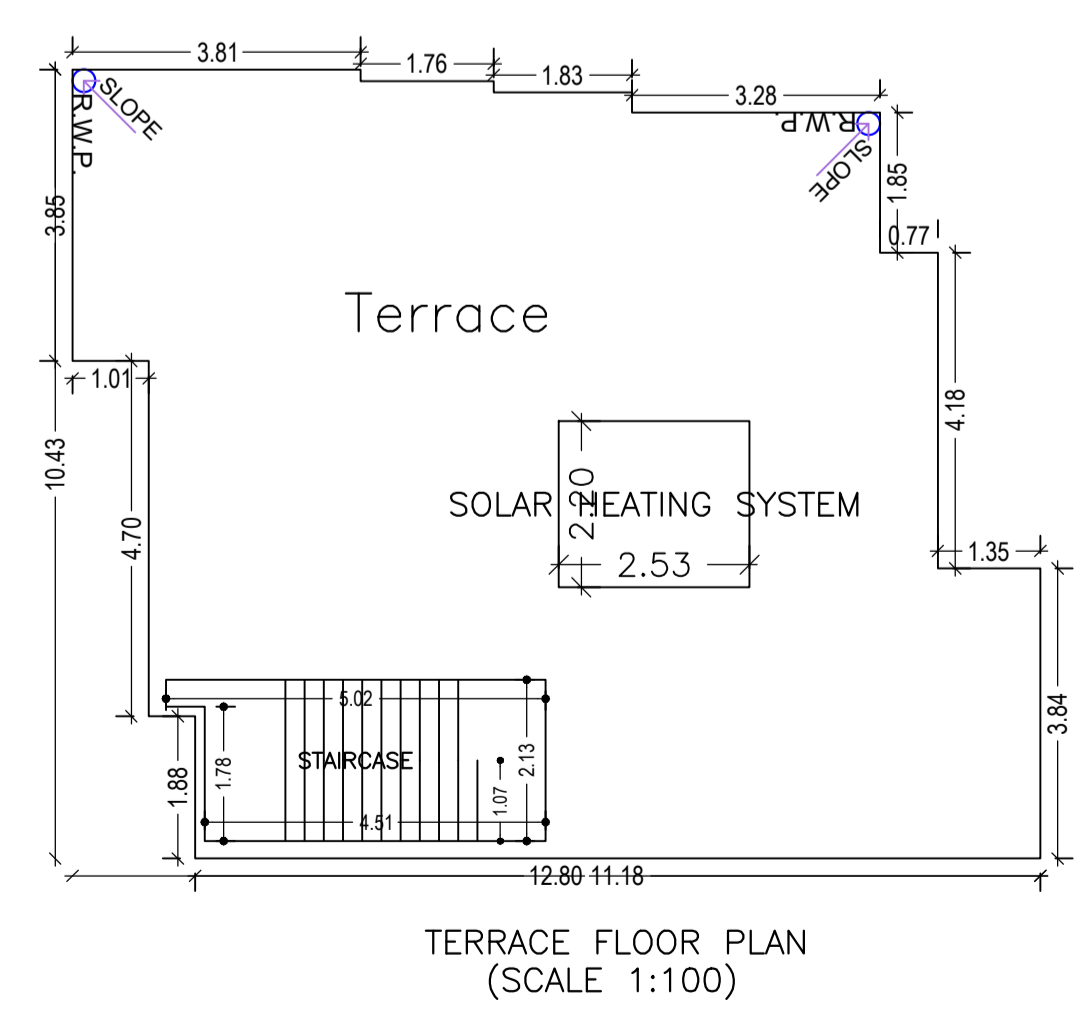 3.81
1.76
1.83
3.28
SLOPE
R.W.P.
R.W.P.
SLOPE
1.85
3.85
0.77
Terrace
1.01
4.18
10.43
2.20
SOLAR HEATING SYSTEM
4.70
1.35
2.53
5.02
3.84
STAIRCASE
2.13
1.78
1.88
1.07
4.51
12.80 11.18
TERRACE FLOOR PLAN
(SCALE 1:100)